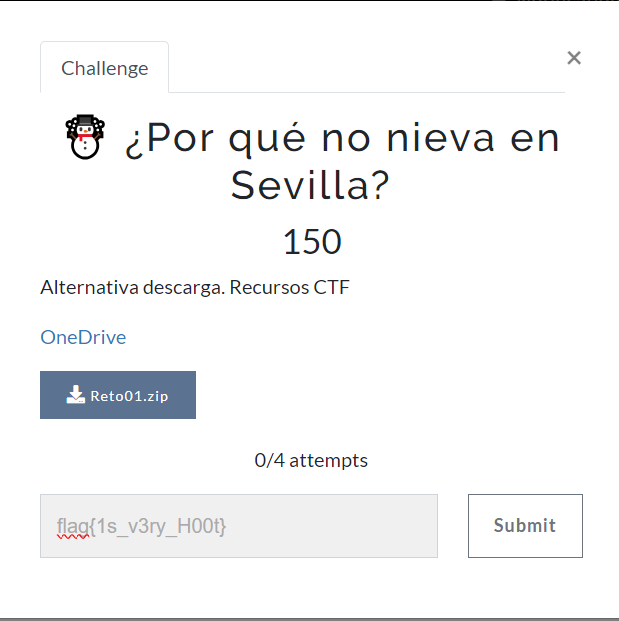 Challenge
×
¿Por qué no nieva en
Sevilla?
150
Alternativa descarga. Recursos CTF
OneDrive
Reto01.zip
0/4 attempts
flag{1s_v3ry_H00t}
Submit